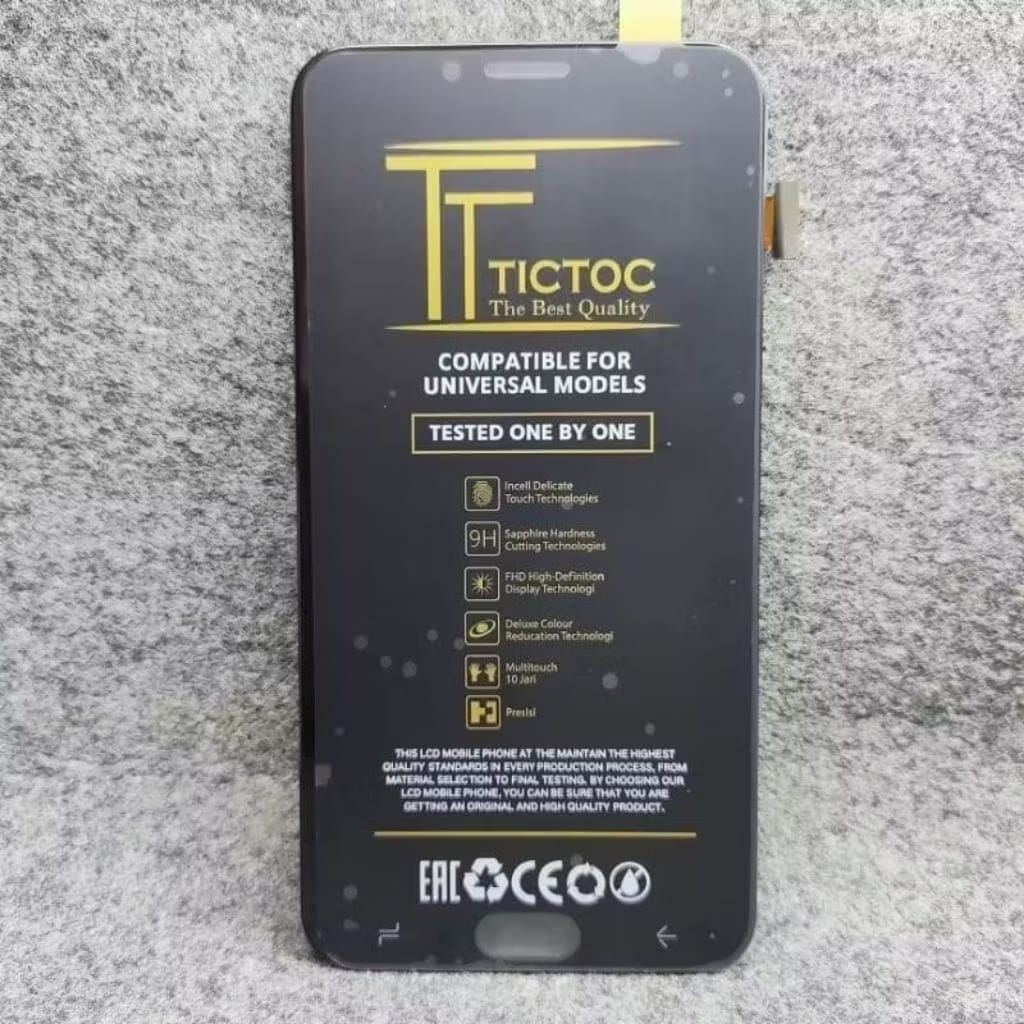 TT
TICTOC
The Best Quality
COMPATIBLE FOR
UNIVERSAL MODELS
TESTED ONE BY ONE
Incell Delicate
Touch Technologies
9H
Sapphire Hardness
Cutting Technologies
FHD High-Definition
Display Technologi
Deluxe Colour
Reducation Technologi
Multitouch
10 Jari
Presisi
THIS LCD MOBILE PHONE AT THE MAINTAIN THE HIGHEST
QUALITY STANDARDS IN EVERY PRODUCTION PROCESS, FROM
MATERIAL SELECTION TO FINAL TESTING. BY CHOOSING OUR
LCD MOBILE PHONE, YOU CAN BE SURE THAT YOU ARE
GETTING AN ORIGINAL AND HIGH QUALITY PRODUCT.
EAC CE